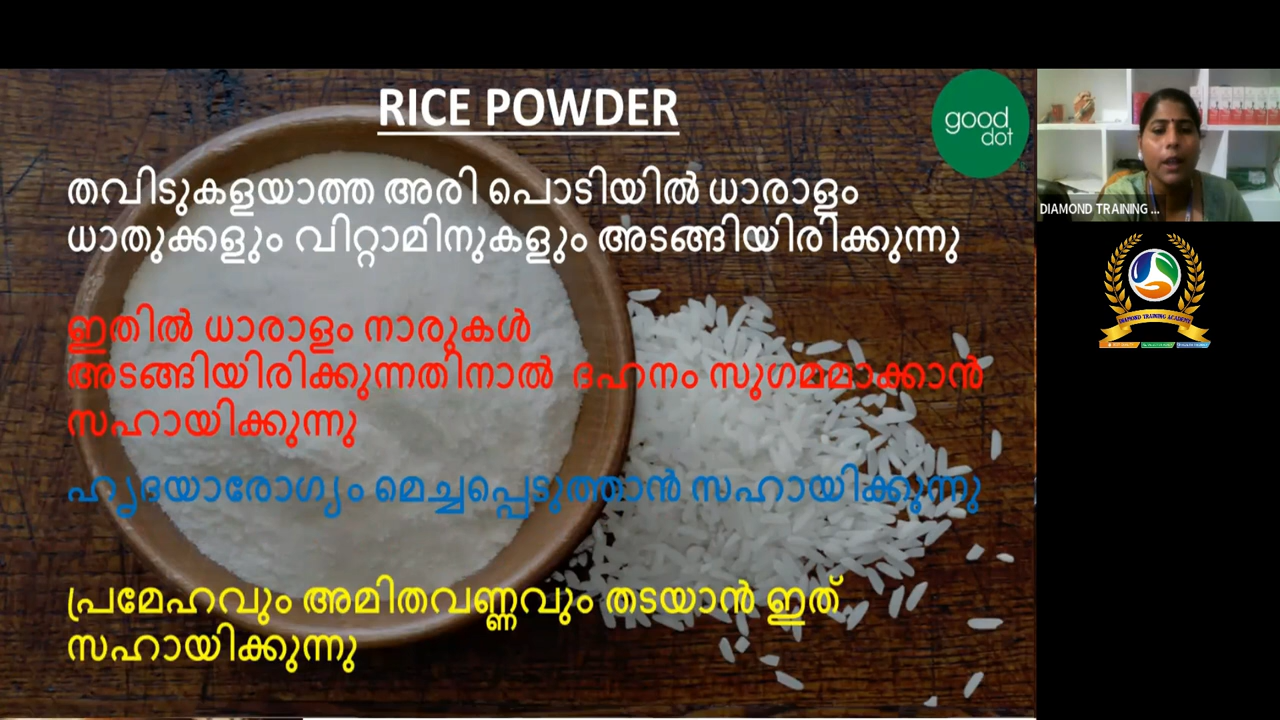 RICE POWDER
good
dot
തവിടുകളയാത്ത അരി പൊടിയിൽ ധാരാളം
ധാതുക്കളും വിറ്റാമിനുകളും അടങ്ങിയിരിക്കുന്നു
ഇതിൽ ധാരാളം നാരുകൾ
അടങ്ങിയിരിക്കുന്നതിനാൽ ദഹനം സുഗമമാക്കാൻ
സഹായിക്കുന്നു
ഹൃദയാരോഗ്യം മെച്ചപ്പെടുത്താൻ സഹായിക്കുന്നു
പ്രമേഹവും അമിതവണ്ണവും തടയാൻ ഇത്
സഹായിക്കുന്നു
DIAMOND TRAINING ...
DIAMOND TRAINING ACADEMY